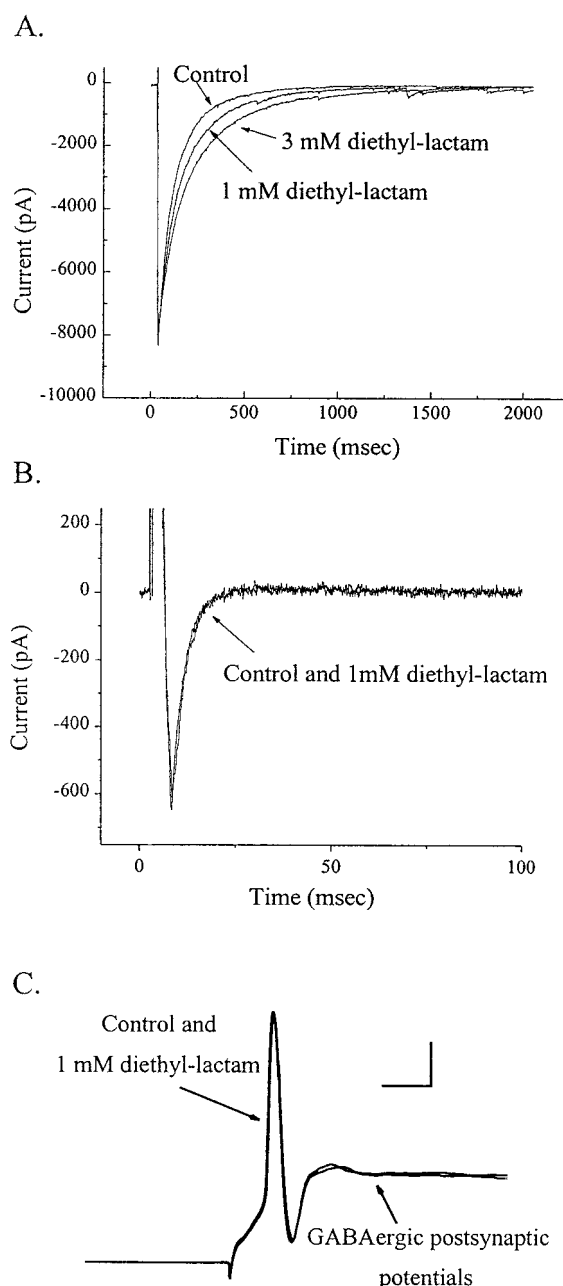 A.
0
-2000
-4000
-6000
-8000
-10000
Current (pA)
Control
3 mM diethyl-lactam
1 mM diethyl-lactam
0 500 1000 1500 2000
Time (msec)
B.
200
0
-200
-400
-600
Current (pA)
Control and 1mM diethyl-lactam
0 50 100
Time (msec)
C.
Control and
1 mM diethyl-lactam
GABAergic postsynaptic
potentials